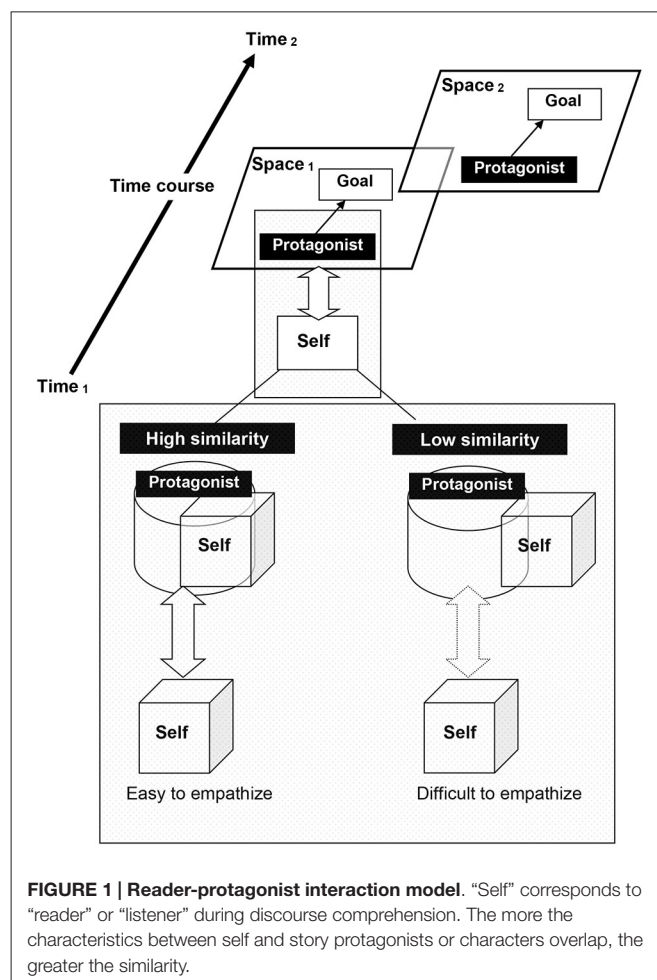 Time 2
Space 2
Goal
Protagonist
Time course
Space 1
Goal
Protagonist
Self
Time 1
High similarity
Low similarity
Protagonist
Protagonist
Self
Self
Self
Self
Easy to empathize
Difficult to empathize
FIGURE 1 | Reader-protagonist interaction model. “Self” corresponds to
“reader” or “listener” during discourse comprehension. The more the
characteristics between self and story protagonists or characters overlap, the
greater the similarity.